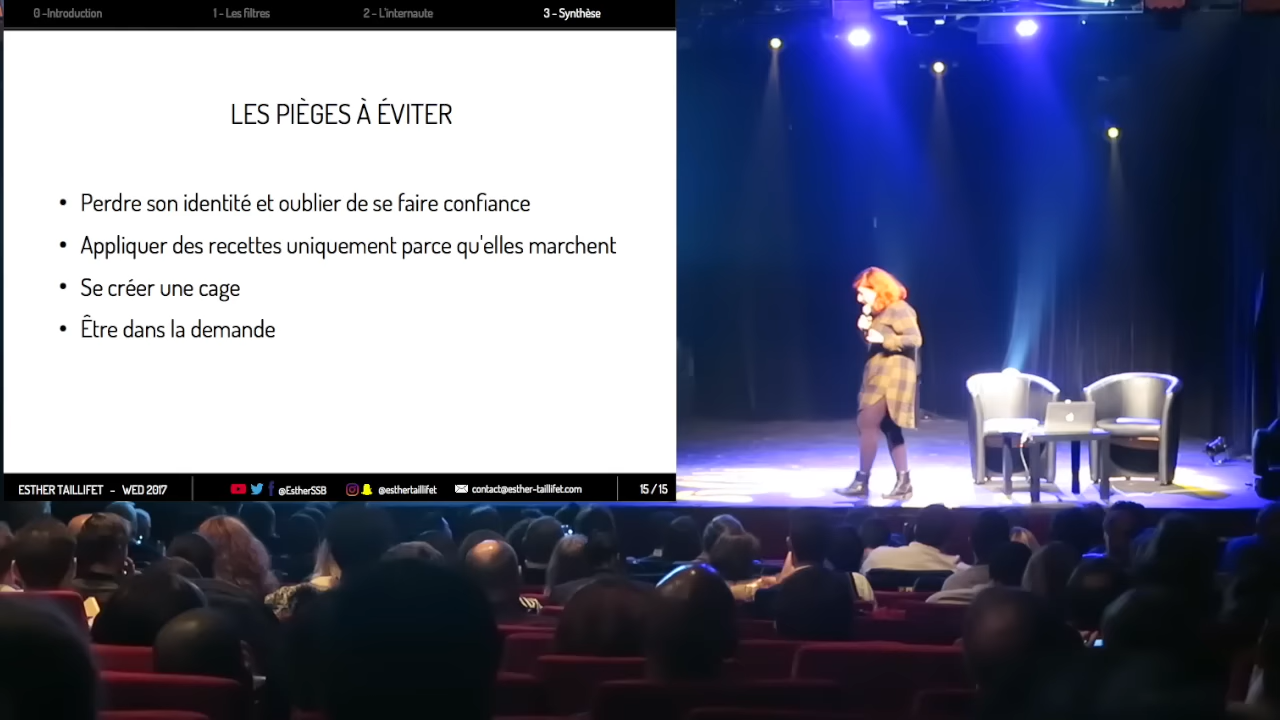 0 -Introduction
1 - Les filtres
2 - L'internaute
3 - Synthèse
LES PIÈGES À ÉVITER
• Perdre son identité et oublier de se faire confiance
• Appliquer des recettes uniquement parce qu'elles marchent
• Se créer une cage
• Être dans la demande
ESTHER TAILLIFET - WED 2017
@EstherSSB
@esthertaillifet
contact@esther-taillifet.com
15 / 15